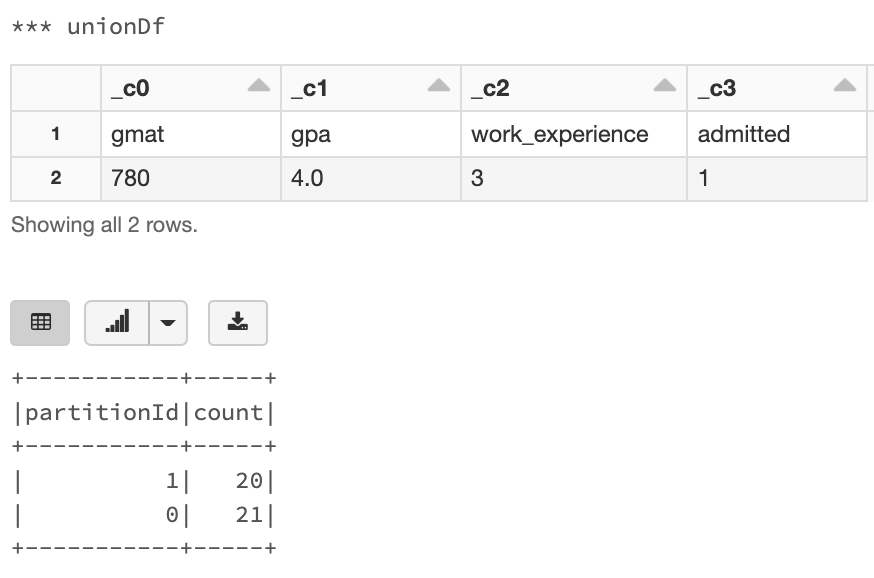 *** unionDf
_c0 _c1 _c2 _c3
1 gmat gpa work_experience admitted
2 780 4.0 3 1
Showing all 2 rows.
+-----------+-----+
|partitionId|count|
+-----------+-----+
|          1|   20|
|          0|   21|
+-----------+-----+